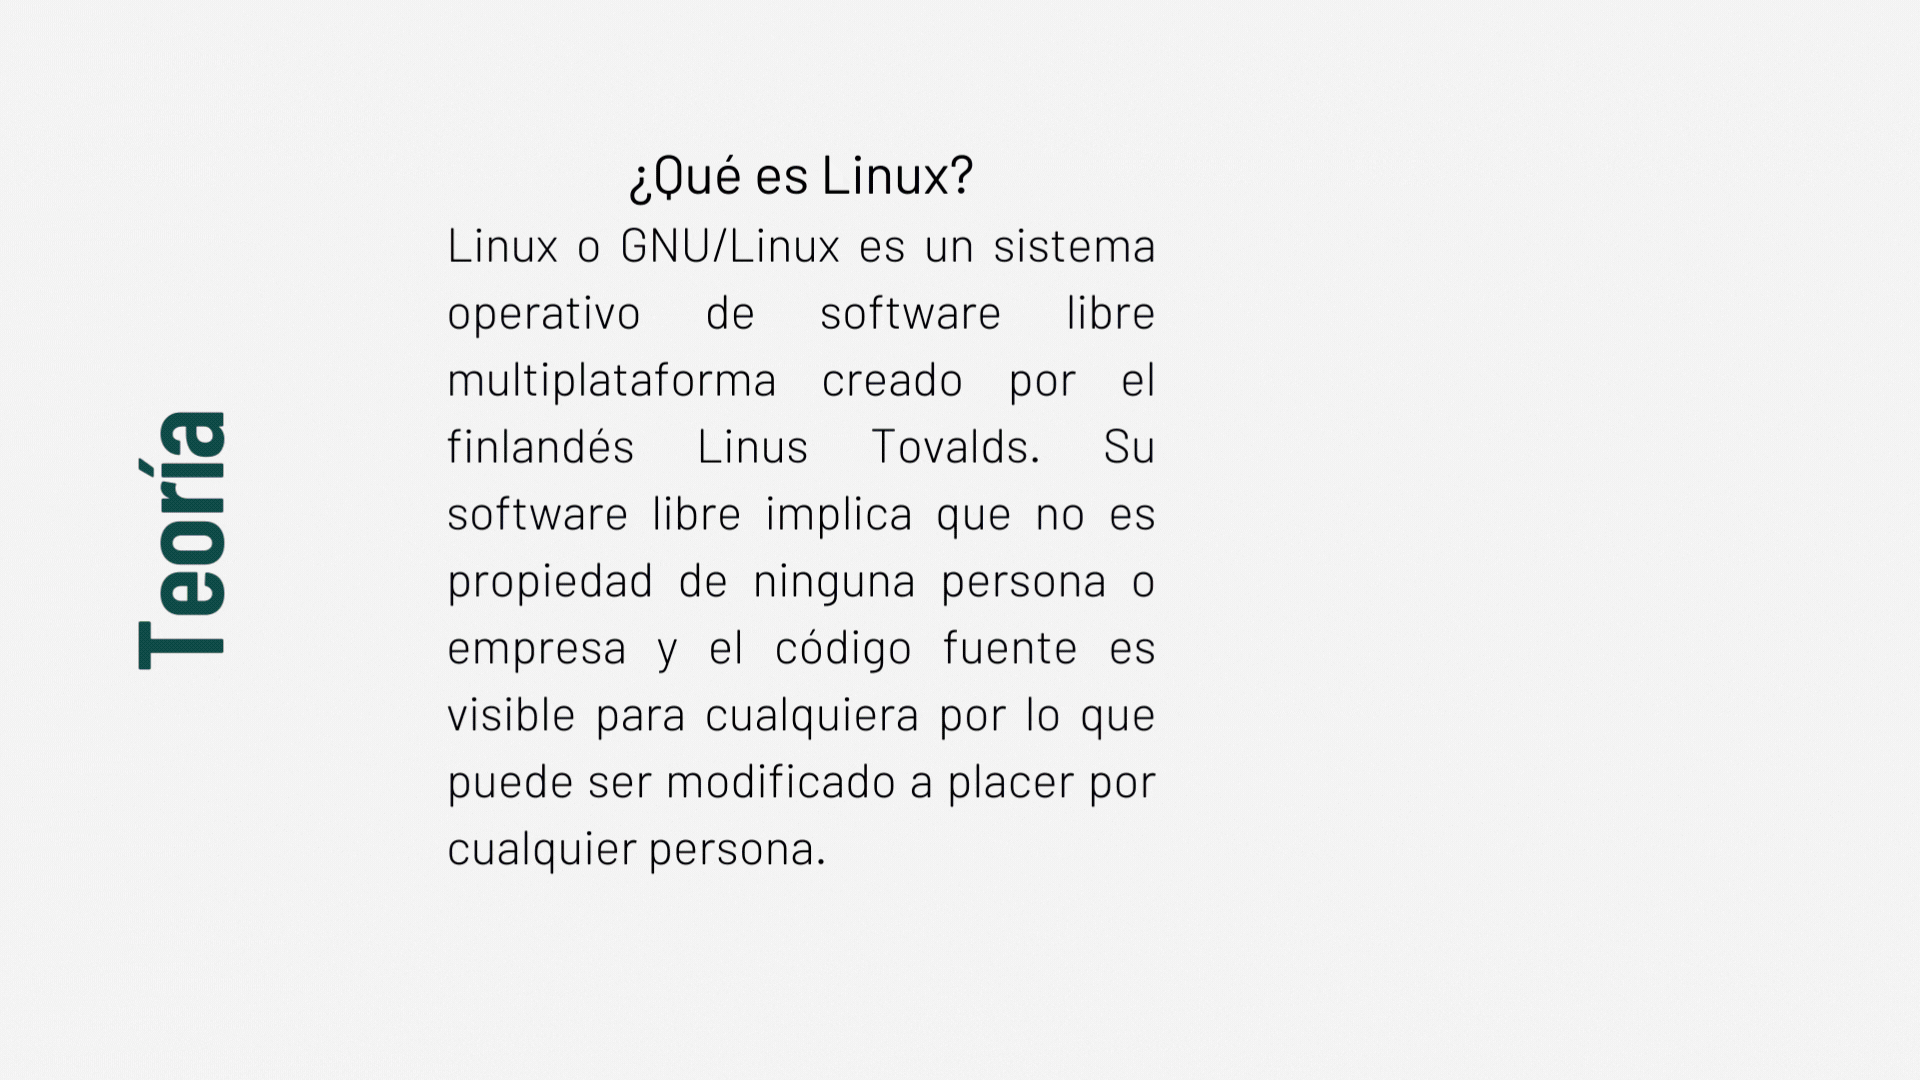 Teoría
¿Qué es Linux?
Linux o GNU/Linux es un sistema
operativo de software libre
multiplataforma creado por el
finlandés Linus Tovalds. Su
software libre implica que no es
propiedad de ninguna persona o
empresa y el código fuente es
visible para cualquiera por lo que
puede ser modificado a placer por
cualquier persona.